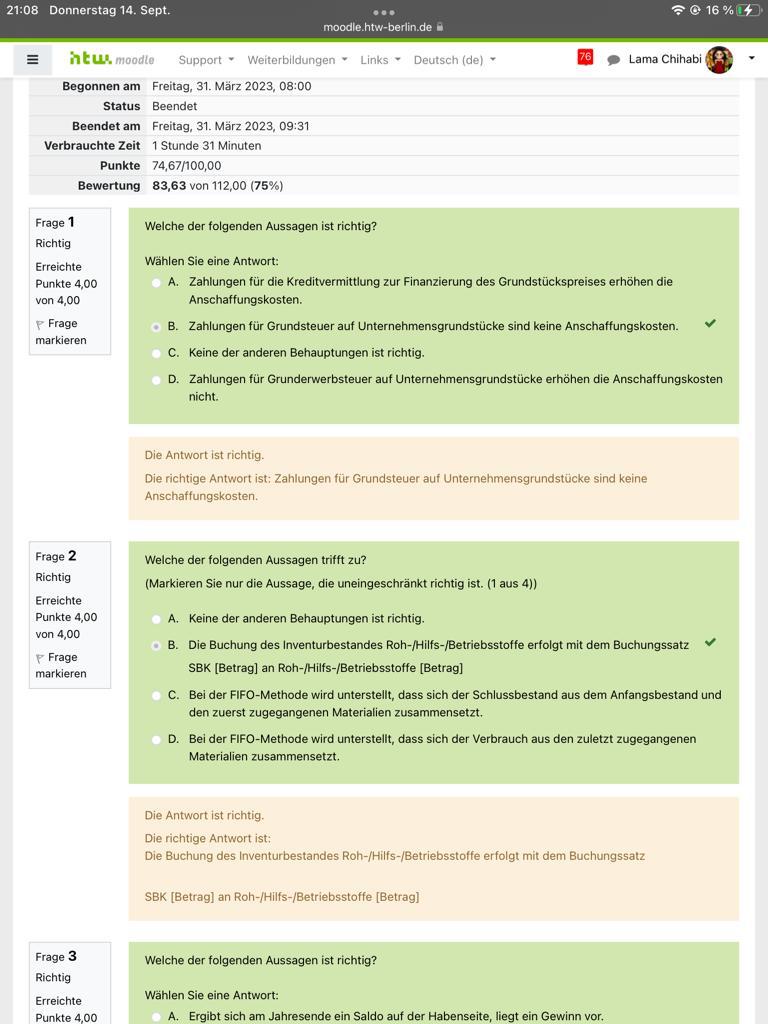 21:08 Donnerstag 14. Sept.
16 %
moodle.htw-berlin.de
htw. moodle
Support
Weiterbildungen
Links
Deutsch (de)
76
Lama Chihabi
Begonnen am Freitag, 31. März 2023, 08:00
Status Beendet
Beendet am Freitag, 31. März 2023, 09:31
Verbrauchte Zeit 1 Stunde 31 Minuten
Punkte 74,67/100,00
Bewertung 83,63 von 112,00 (75%)
Frage 1
Richtig
Erreichte
Punkte 4,00
von 4,00
Frage
markieren
Welche der folgenden Aussagen ist richtig?
Wählen Sie eine Antwort:
A. Zahlungen für die Kreditvermittlung zur Finanzierung des Grundstückspreises erhöhen die
Anschaffungskosten.
B. Zahlungen für Grundsteuer auf Unternehmensgrundstücke sind keine Anschaffungskosten.
C. Keine der anderen Behauptungen ist richtig.
D. Zahlungen für Grunderwerbsteuer auf Unternehmensgrundstücke erhöhen die Anschaffungskosten
nicht.
Die Antwort ist richtig.
Die richtige Antwort ist: Zahlungen für Grundsteuer auf Unternehmensgrundstücke sind keine
Anschaffungskosten.
Frage 2
Richtig
Erreichte
Punkte 4,00
von 4,00
Frage
markieren
Welche der folgenden Aussagen trifft zu?
(Markieren Sie nur die Aussage, die uneingeschränkt richtig ist. (1 aus 4))
A. Keine der anderen Behauptungen ist richtig.
B. Die Buchung des Inventurbestandes Roh-/Hilfs-/Betriebsstoffe erfolgt mit dem Buchungssatz
SBK [Betrag] an Roh-/Hilfs-/Betriebsstoffe [Betrag]
C. Bei der FIFO-Methode wird unterstellt, dass sich der Schlussbestand aus dem Anfangsbestand und
den zuerst zugegangenen Materialien zusammensetzt.
D. Bei der FIFO-Methode wird unterstellt, dass sich der Verbrauch aus den zuletzt zugegangenen
Materialien zusammensetzt.
Die Antwort ist richtig.
Die richtige Antwort ist:
Die Buchung des Inventurbestandes Roh-/Hilfs-/Betriebsstoffe erfolgt mit dem Buchungssatz
SBK [Betrag] an Roh-/Hilfs-/Betriebsstoffe [Betrag]
Frage 3
Richtig
Erreichte
Punkte 4,00
Welche der folgenden Aussagen ist richtig?
Wählen Sie eine Antwort:
A. Ergibt sich am Jahresende ein Saldo auf der Habenseite, liegt ein Gewinn vor.